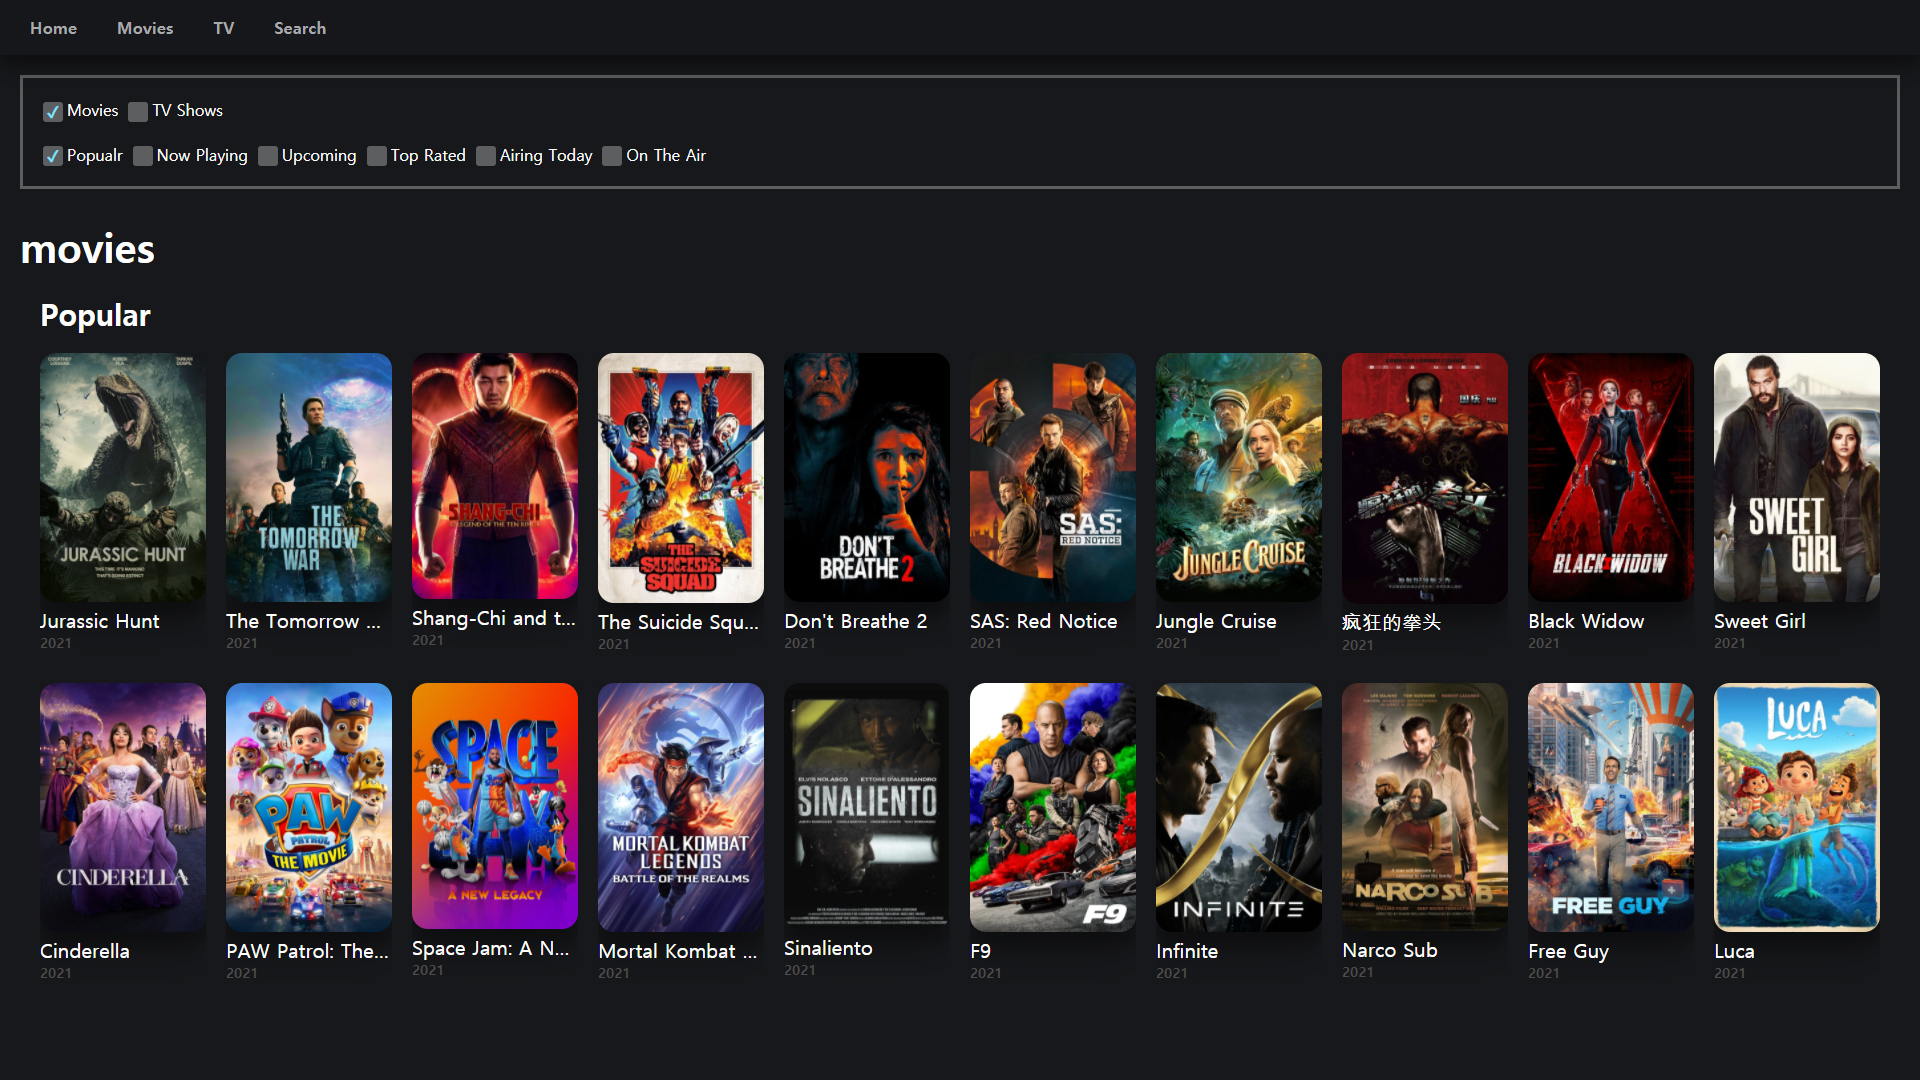 Home Movies TV Search
Movies TV Shows
Popualr Now Playing Upcoming Top Rated Airing Today On The Air
movies
Popular
JURASSIC HUNT
THE TOMORROW WAR
SHANG-CHI
THE SUICIDE SQUAD
DON'T BREATHE 2
SAS: RED NOTICE
JUNGLE CRUISE
BLACK WIDOW
SWEET GIRL
Jurassic Hunt
2021
The Tomorrow ...
2021
Shang-Chi and t...
2021
The Suicide Squ...
2021
Don't Breathe 2
2021
SAS: Red Notice
2021
Jungle Cruise
2021
疯狂的拳头
2021
Black Widow
2021
Sweet Girl
2021
CINDERELLA
PAW PATROL THE MOVIE
SPACE JAM A NEW LEGACY
MORTAL KOMBAT LEGENDS
BATTLE OF THE REALMS
ELVIS NOLASCO ETTORE D'ALESSANDRO
SINALIENTO
F9
INFINITE
NARCO SUB
FREE GUY
LUCA
Cinderella
2021
PAW Patrol: The...
2021
Space Jam: A N...
2021
Mortal Kombat ...
2021
Sinaliento
2021
F9
2021
Infinite
2021
Narco Sub
2021
Free Guy
2021
Luca
2021